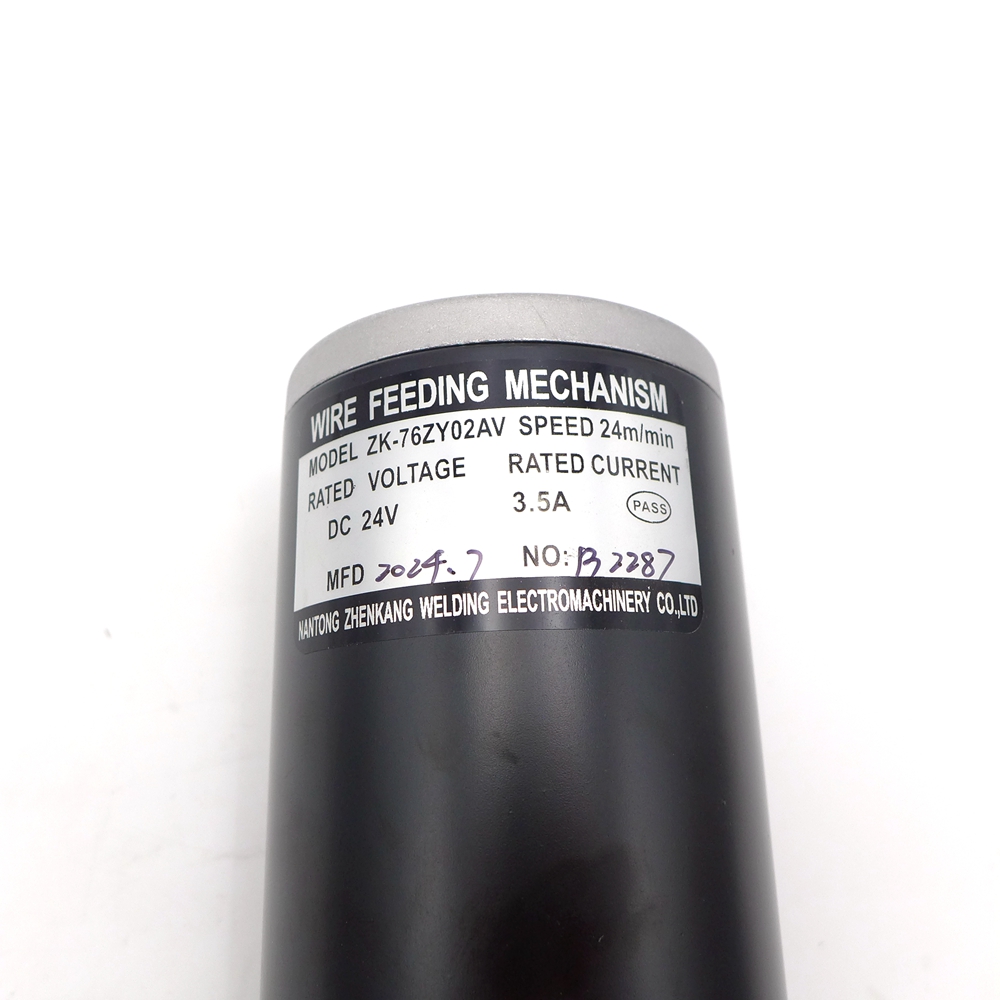 WIRE FEEDING MECHANISM
MODEL ZK-76ZY02AV SPEED 24m/min
RATED VOLTAGE RATED CURRENT
DC 24V 3.5A PASS
MFD 2024.7 NO: B2287
NANTONG ZHENKANG WELDING ELECTROMACHINERY CO.,LTD